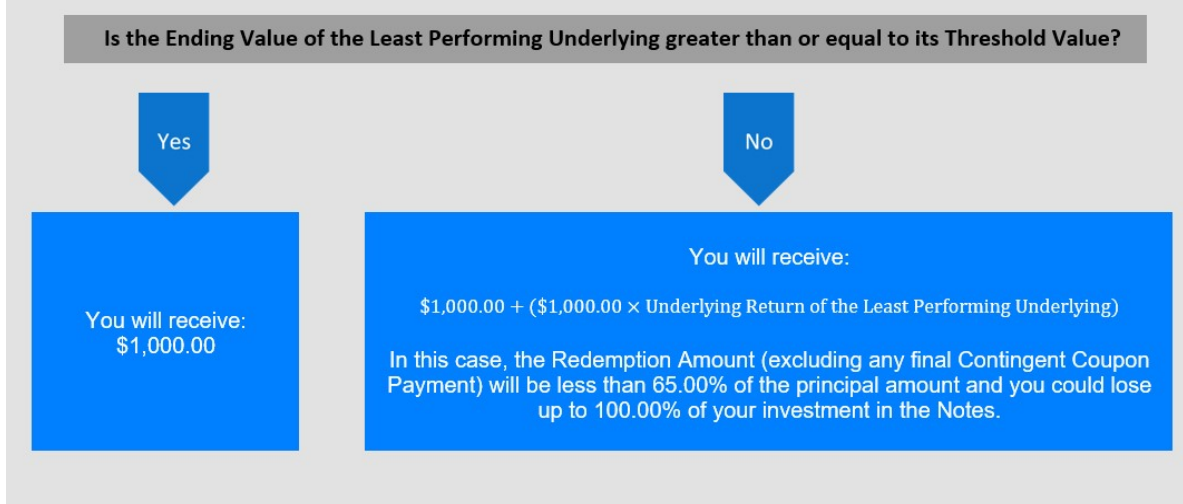 Is the Ending Value of the Least Performing Underlying greater than or equal to its Threshold Value?
Yes
No
You will receive:
$1,000.00
You will receive:
$1,000.00 + ($1,000.00 × Underlying Return of the Least Performing Underlying)
In this case, the Redemption Amount (excluding any final Contingent Coupon
Payment) will be less than 65.00% of the principal amount and you could lose
up to 100.00% of your investment in the Notes.